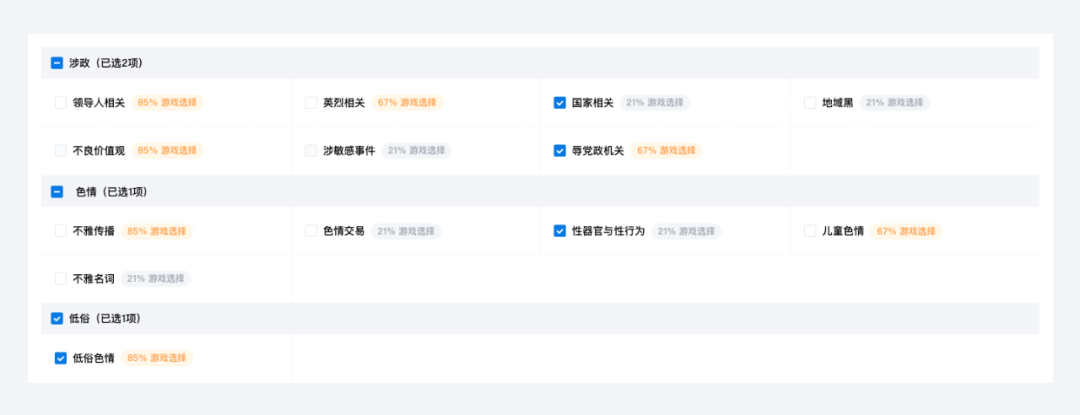 涉政（已选2项）
领导人相关 85% 游戏选择 英烈相关 67% 游戏选择 国家相关 21% 游戏选择 地域黑 21% 游戏选择
不良价值观 85% 游戏选择 涉敏感事件 21% 游戏选择 辱党政机关 67% 游戏选择
色情（已选1项）
不雅传播 85% 游戏选择 色情交易 21% 游戏选择 性器官与性行为 21% 游戏选择 儿童色情 67% 游戏选择
不雅名词 21% 游戏选择
低俗（已选1项）
低俗色情 85% 游戏选择